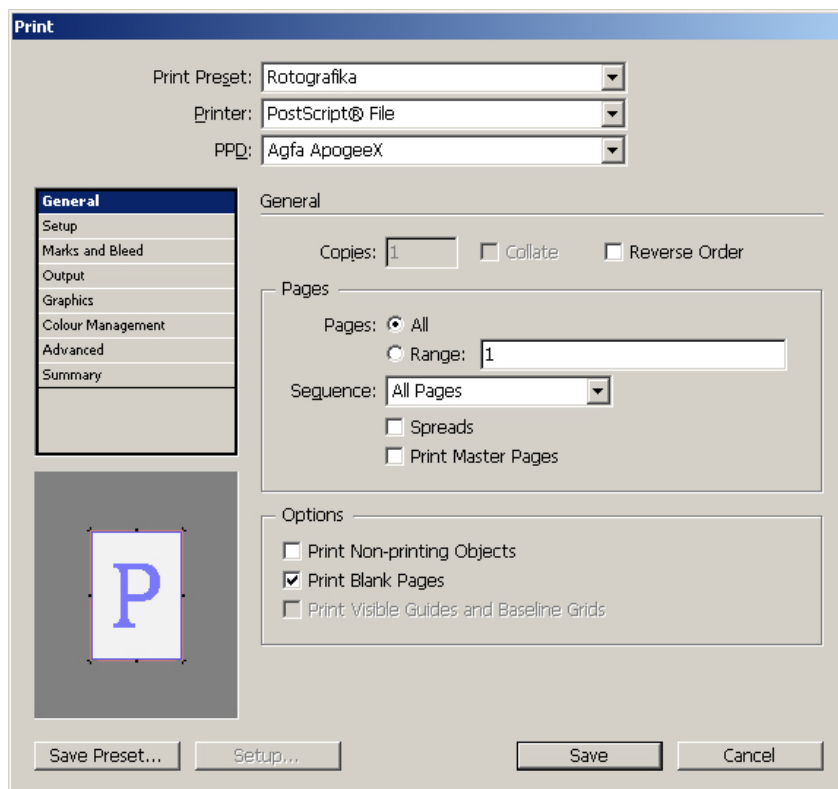 Print
Print Preset: Rotografika
Printer: PostScript® File
PPD: Agfa ApogeeX
General
Setup
Marks and Bleed
Output
Graphics
Colour Management
Advanced
Summary
General
Copies: 1 Collate Reverse Order
Pages
Pages: All
Range: 1
Sequence: All Pages
Spreads
Print Master Pages
Options
Print Non-printing Objects
Print Blank Pages
Print Visible Guides and Baseline Grids
P
Save Preset... Setup... Save Cancel